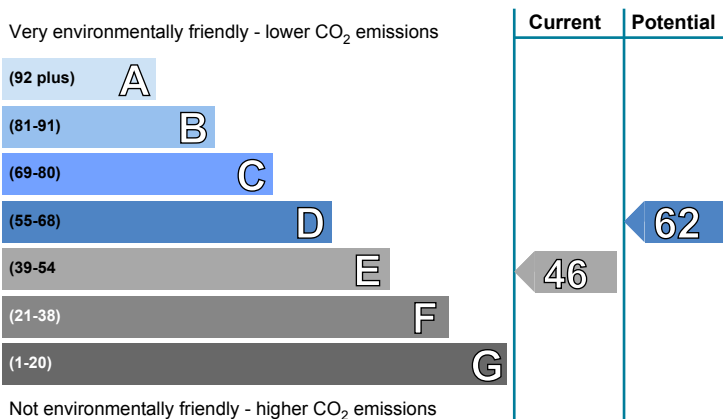 Current Potential
Very environmentally friendly - lower CO₂ emissions
(92 plus) A
(81-91) B
(69-80) C
(55-68) D 62
(39-54 E 46
(21-38) F
(1-20) G
Not environmentally friendly - higher CO₂ emissions